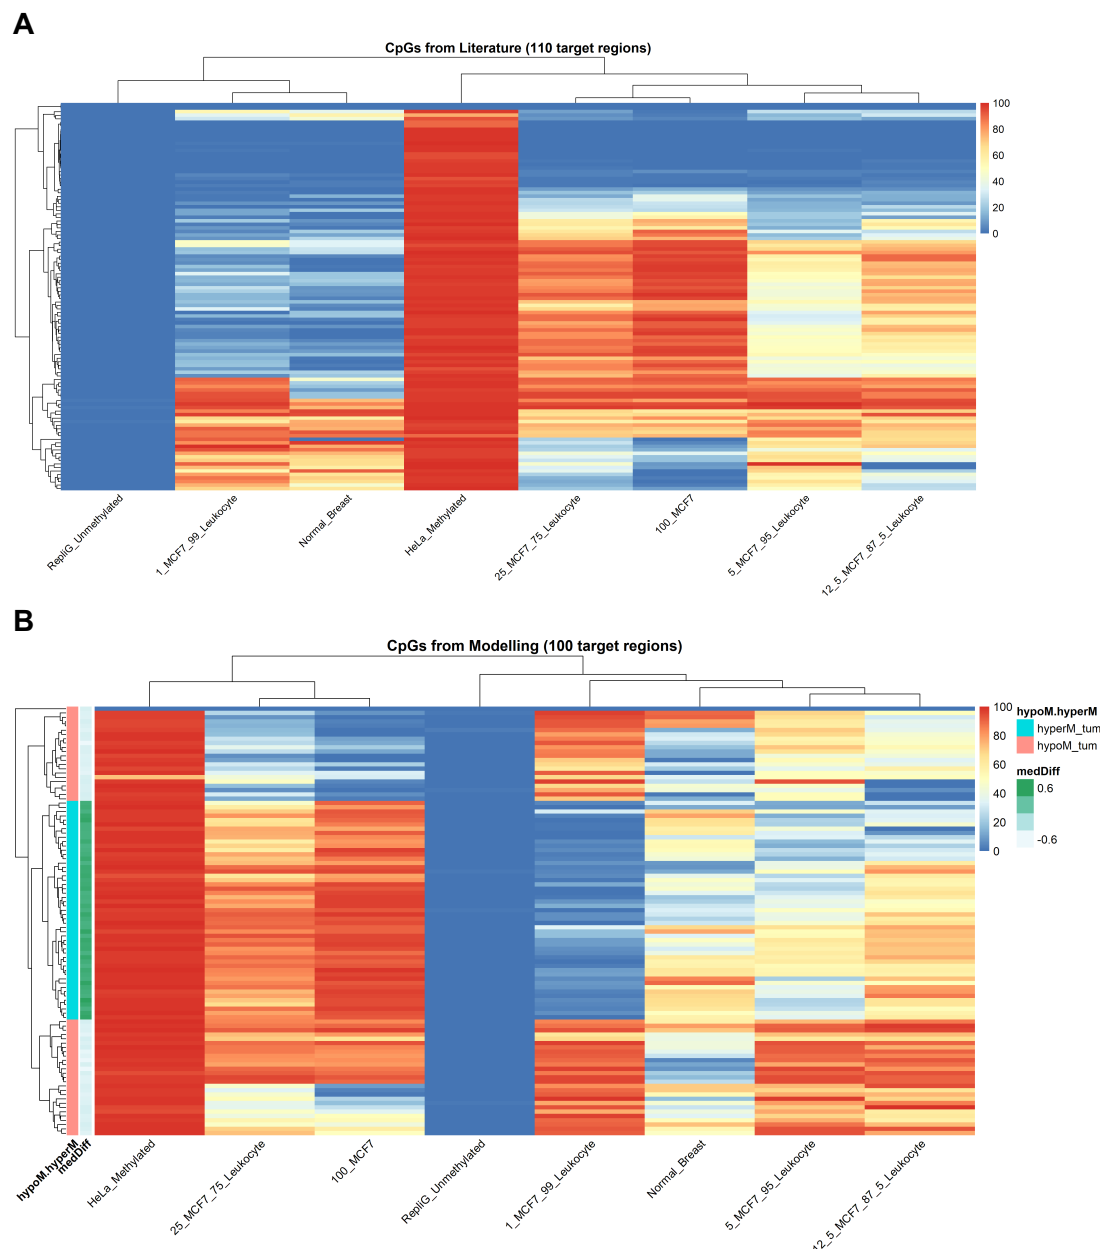 A
CpGs from Literature (110 target regions)
100
80
60
40
20
0
RepliG_Unmethylated
1_MCF7_99_Leukocyte
Normal_Breast
HeLa_Methylated
25_MCF7_75_Leukocyte
100_MCF7
5_MCF7_95_Leukocyte
12_5_MCF7_87_5_Leukocyte
B
CpGs from Modelling (100 target regions)
100
80
60
40
20
0
hypoM.hyperM
hyperM_tum
hypoM_tum
medDiff
0.6
-0.6
hypoM.hyperM
medDiff
HeLa_Methylated
25_MCF7_75_Leukocyte
100_MCF7
RepliG_Unmethylated
1_MCF7_99_Leukocyte
Normal_Breast
5_MCF7_95_Leukocyte
12_5_MCF7_87_5_Leukocyte